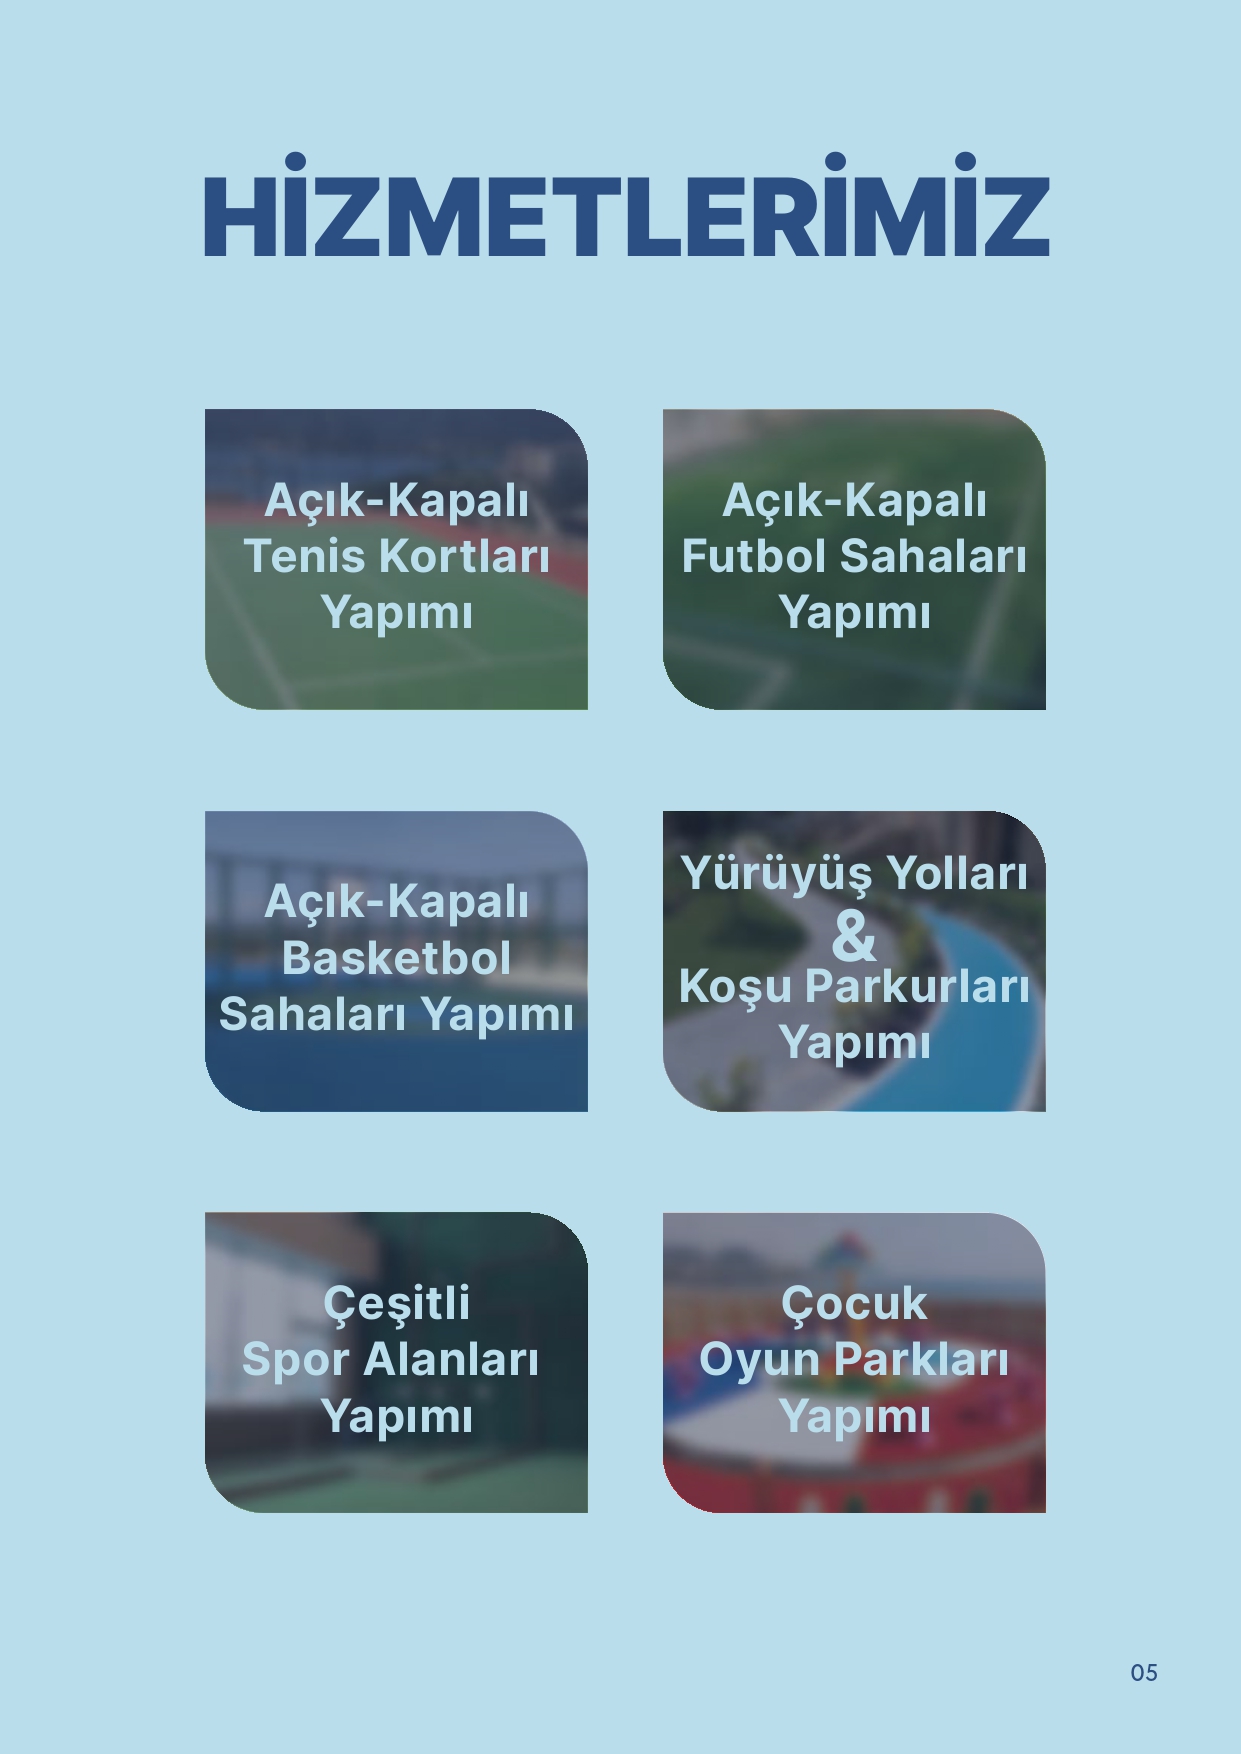 HİZMETLERİMİZ
Açık-Kapalı
Tenis Kortları
Yapımı
Açık-Kapalı
Futbol Sahaları
Yapımı
Açık-Kapalı
Basketbol
Sahaları Yapımı
Yürüyüş Yolları
&
Koşu Parkurları
Yapımı
Çeşitli
Spor Alanları
Yapımı
Çocuk
Oyun Parkları
Yapımı
05